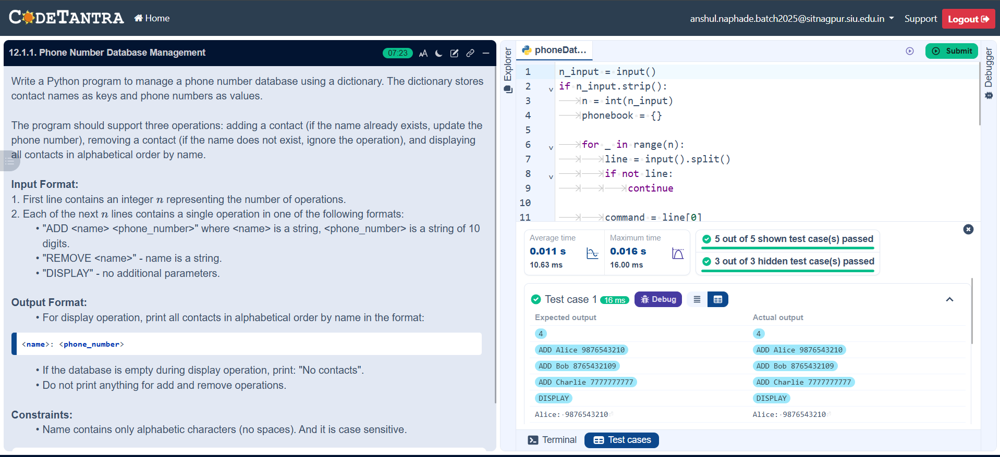 CODETANTRA
Home
anshul.naphade.batch2025@sitnagpur.siu.edu.in
Support
Logout
12.1.1. Phone Number Database Management
07:23
AA
Write a Python program to manage a phone number database using a dictionary. The dictionary stores
contact names as keys and phone numbers as values.
The program should support three operations: adding a contact (if the name already exists, update the
phone number), removing a contact (if the name does not exist, ignore the operation), and displaying
all contacts in alphabetical order by name.
Input Format:
1. First line contains an integer n representing the number of operations.
2. Each of the next n lines contains a single operation in one of the following formats:
• "ADD <name> <phone_number>" where <name> is a string, <phone_number> is a string of 10
digits.
• "REMOVE <name>" - name is a string.
• "DISPLAY" - no additional parameters.
Output Format:
• For display operation, print all contacts in alphabetical order by name in the format:
<name>: <phone_number>
• If the database is empty during display operation, print: "No contacts".
• Do not print anything for add and remove operations.
Constraints:
• Name contains only alphabetic characters (no spaces). And it is case sensitive.
Explorer
phoneDat...
Submit
Debugger
1 n_input = input()
2 if n_input.strip():
3 n = int(n_input)
4 phonebook = {}
5
6 for _ in range(n):
7 line = input().split()
8 if not line:
9 continue
10
11 command = line[0]
Average time
0.011 s
10.63 ms
Maximum time
0.016 s
16.00 ms
5 out of 5 shown test case(s) passed
3 out of 3 hidden test case(s) passed
Test case 1
16 ms
Debug
Expected output
Actual output
4
4
ADD Alice 9876543210
ADD Alice 9876543210
ADD Bob 8765432109
ADD Bob 8765432109
ADD Charlie 7777777777
ADD Charlie 7777777777
DISPLAY
DISPLAY
Alice: 9876543210
Alice: 9876543210
Terminal
Test cases